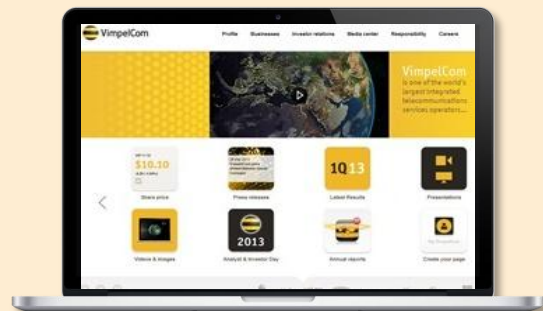 VimpelCom
Profile Businesses Investor relations Media center Responsibility Careers
VimpelCom
is one of the world's
largest integrated
telecommunications
services operators...
$10.10
Share price
Press releases
1Q13
Latest Results
Presentations
Videos & images
2013
Analyst & Investor Day
Annual reports
Create your page